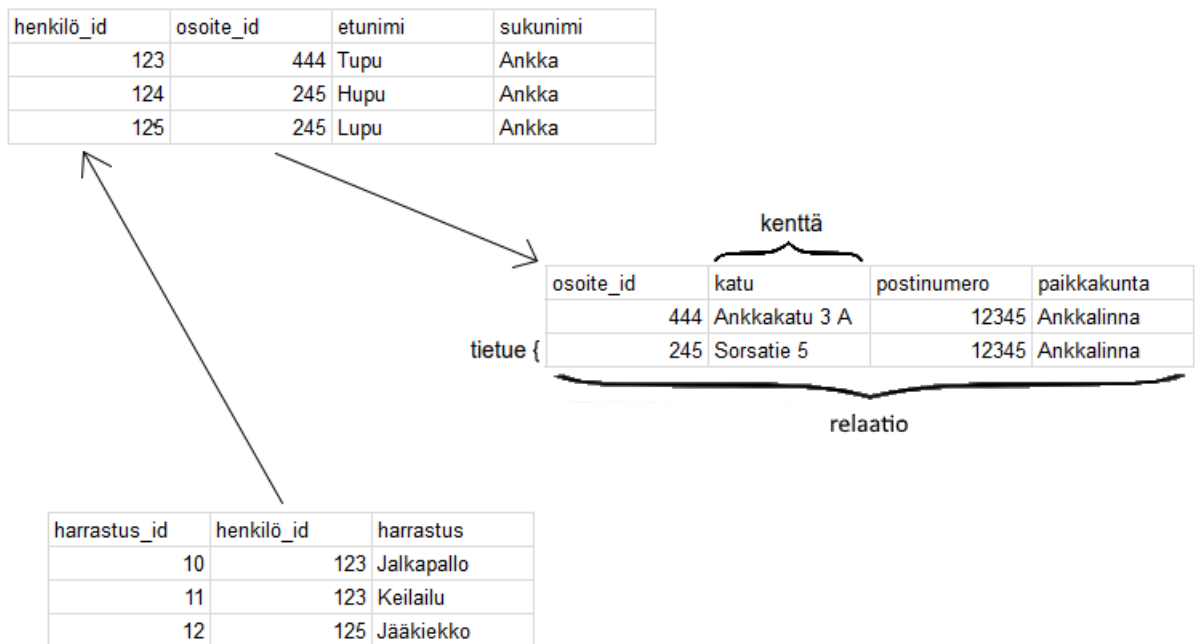 henkilö_id osoite_id etunimi sukunimi
123 444 Tupu Ankka
124 245 Hupu Ankka
125 245 Lupu Ankka
kenttä
osoite_id katu postinumero paikkakunta
444 Ankkakatu 3 A 12345 Ankkalinna
tietue { 245 Sorsatie 5 12345 Ankkalinna
relaatio
harrastus_id henkilö_id harrastus
10 123 Jalkapallo
11 123 Keilailu
12 125 Jääkiekko